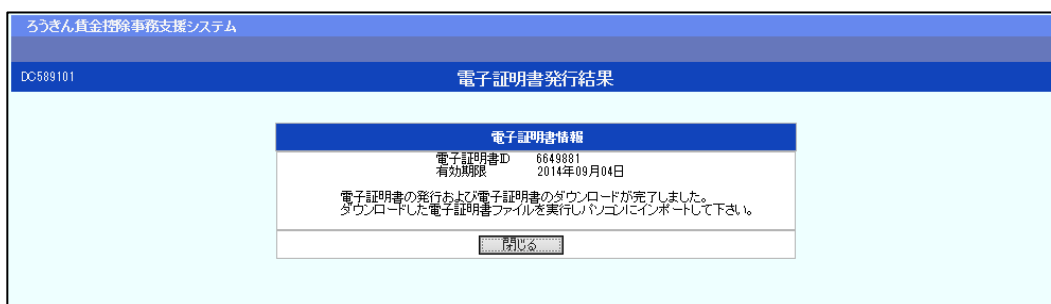 ろうきん賃金控除事務支援システム
DC589101
電子証明書発行結果
電子証明書情報
電子証明書ID 6649881
有効期限 2014年09月04日
電子証明書の発行および電子証明書のダウンロードが完了しました。
ダウンロードした電子証明書ファイルを実行しパソコンにインポートして下さい。
閉じる